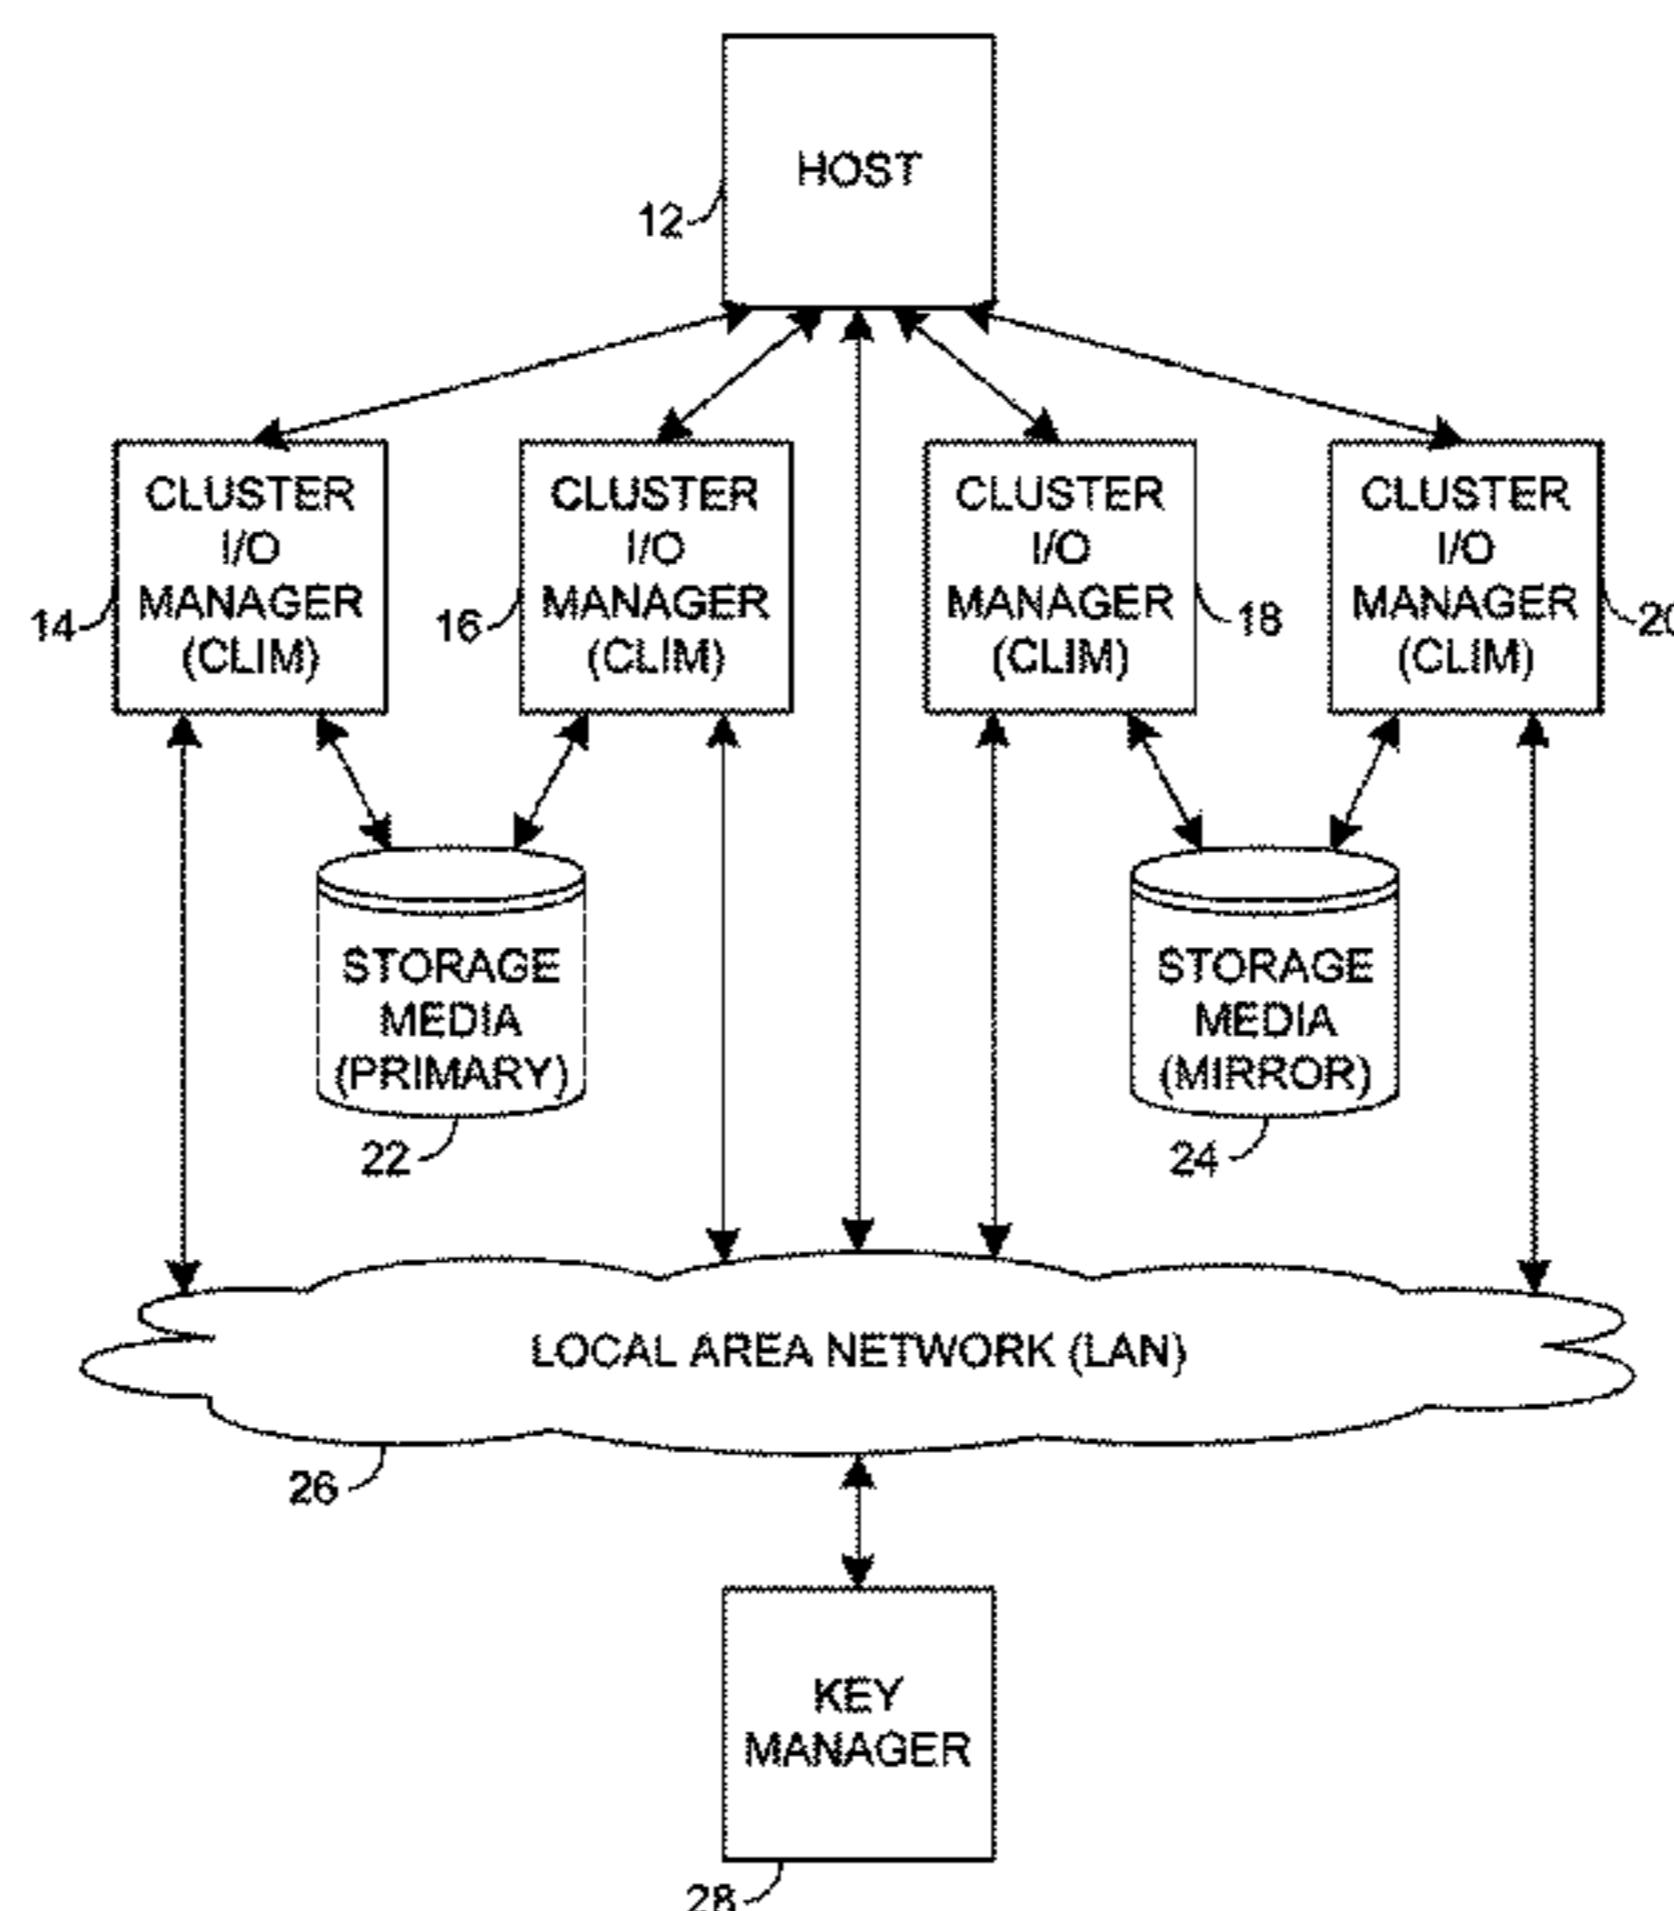 HOST
12
CLUSTER
I/O
MANAGER
(CLIM)
14
CLUSTER
I/O
MANAGER
(CLIM)
16
CLUSTER
I/O
MANAGER
(CLIM)
18
CLUSTER
I/O
MANAGER
(CLIM)
20
STORAGE
MEDIA
(PRIMARY)
22
STORAGE
MEDIA
(MIRROR)
24
LOCAL AREA NETWORK (LAN)
26
KEY
MANAGER
28